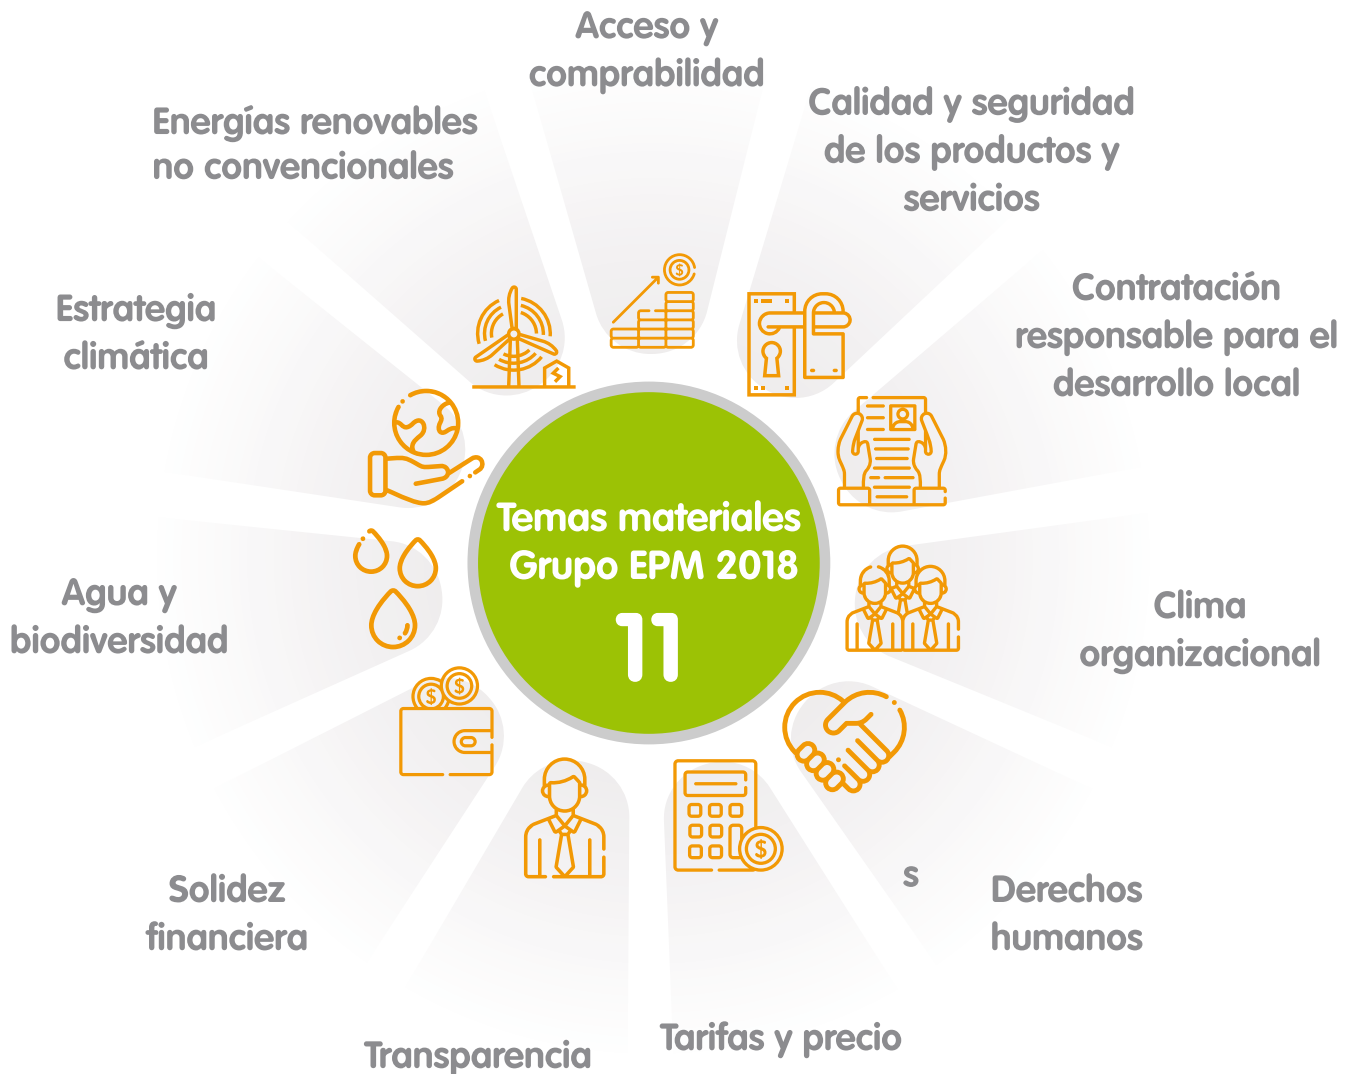 Acceso y
comprabilidad
Calidad y seguridad
de los productos y
servicios
Contratación
responsable para el
desarrollo local
Clima
organizacional
Derechos
humanos
s
Tarifas y precio
Transparencia
Solidez
financiera
Agua y
biodiversidad
Estrategia
climática
Energías renovables
no convencionales
Temas materiales
Grupo EPM 2018
11
$
$
$
$